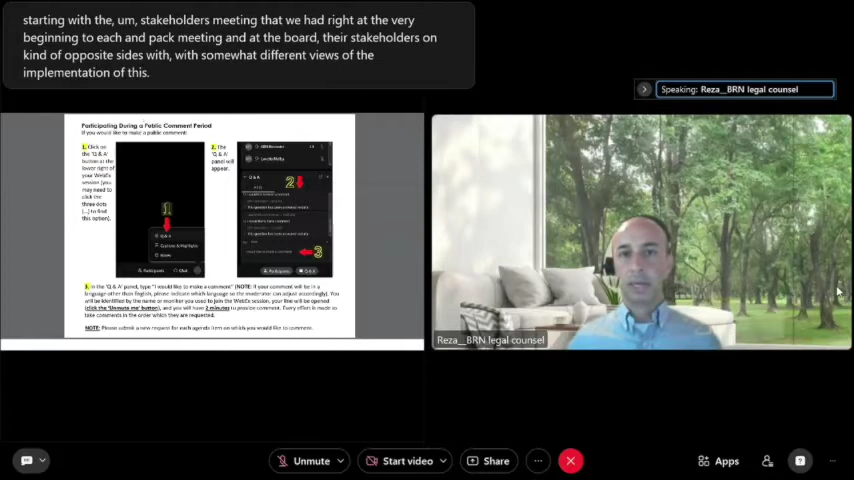 starting with the, um, stakeholders meeting that we had right at the very
beginning to each and pack meeting and at the board, their stakeholders on
kind of opposite sides with, with somewhat different views of the
implementation of this.
Speaking: Reza__BRN legal counsel
Participating During a Public Comment Period
If you would like to make a public comment:
1. Click on
the 'Q & A'
button at the
lower right of
your WebEx
session (you
may need to
click the
three dots
(...) to find
this option).
1
Q & A
Participants
Chat
2. The
'Q & A'
panel will
appear.
Q & A
2
3
Participants
Q & A
3. In the 'Q & A' panel, type "I would like to make a comment" (NOTE: If your comment will be in a
language other than English, please indicate which language so the moderator can adjust accordingly). You
will be identified by the name or moniker you used to join the WebEx session, your line will be opened
(click the 'Unmute me' button), and you will have 2 minutes to provide comment. Every effort is made to
take comments in the order which they are requested.
NOTE: Please submit a new request for each agenda item on which you would like to comment.
Reza__BRN legal counsel
Unmute
Start video
Share
Apps